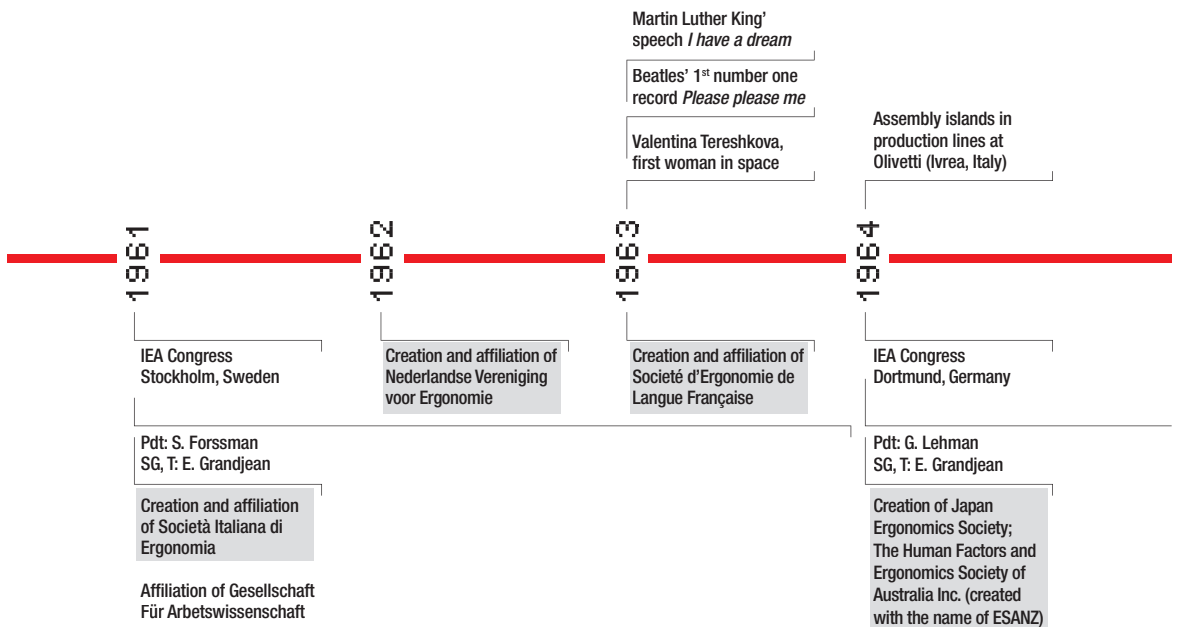 Martin Luther King'
speech I have a dream
Beatles' 1st number one
record Please please me
Valentina Tereshkova,
first woman in space
Assembly islands in
production lines at
Olivetti (Ivrea, Italy)
1961
1962
1963
1964
IEA Congress
Stockholm, Sweden
Pdt: S. Forssman
SG, T: E. Grandjean
Creation and affiliation
of Società Italiana di
Ergonomia
Affiliation of Gesellschaft
Für Arbetswissenschaft
Creation and affiliation of
Nederlandse Vereniging
voor Ergonomie
Creation and affiliation of
Societé d'Ergonomie de
Langue Française
IEA Congress
Dortmund, Germany
Pdt: G. Lehman
SG, T: E. Grandjean
Creation of Japan
Ergonomics Society;
The Human Factors and
Ergonomics Society of
Australia Inc. (created
with the name of ESANZ)